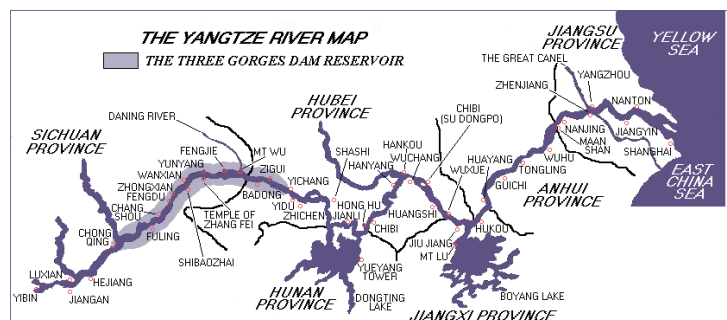 THE YANGTZE RIVER MAP
THE THREE GORGES DAM RESERVOIR
JIANGSU
PROVINCE
YELLOW
SEA
THE GREAT CANEL
YANGZHOU
ZHENJIANG
NANTON
HUBEI
PROVINCE
CHIBI
(SU DONGPO)
DANING RIVER
SICHUAN
PROVINCE
FENGJIE
MT WU
SHASHI
HANKOU
WUCHANG
HANYANG
WUXUE
HUAYANG
NANJING
MAAN
SHAN
JIANGYIN
SHANGHAI
YUNYANG
ZIGUI
WANXIAN
YICHANG
WUHU
TONGLING
GUICHI
EAST
CHINA
SEA
ZHONGXIAN
FENGDU
BADONG
YIDU
ZHICHEN
HONG HU
JIANLI
HUANGSHI
ANHUI
PROVINCE
CHANG
SHOU
TEMPLE OF
ZHANG FEI
CHIBI
HUKOU
CHONG
QING
FULING
SHIBAOZHAI
JIU JIANG
MT LU
YUEYANG
TOWER
LUXIAN
HEJIANG
YIBIN
JIANGAN
HUNAN
PROVINCE
DONGTING
LAKE
BOYANG LAKE
JIANGXI PROVINCE